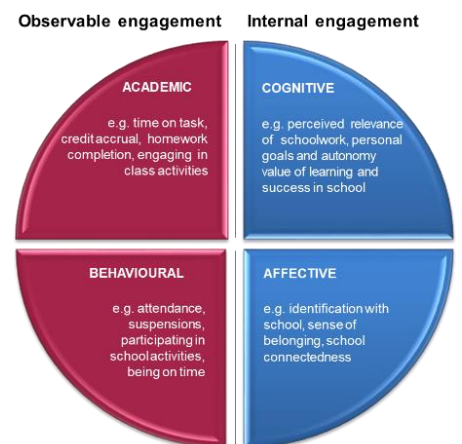 Observable engagement
Internal engagement
ACADEMIC
e.g. time on task,
credit accrual, homework
completion, engaging in
class activities
COGNITIVE
e.g. perceived relevance
of schoolwork, personal
goals and autonomy
value of learning and
success in school
BEHAVIOURAL
e.g. attendance,
suspensions,
participating in
school activities,
being on time
AFFECTIVE
e.g. identification with
school, sense of
belonging, school
connectedness